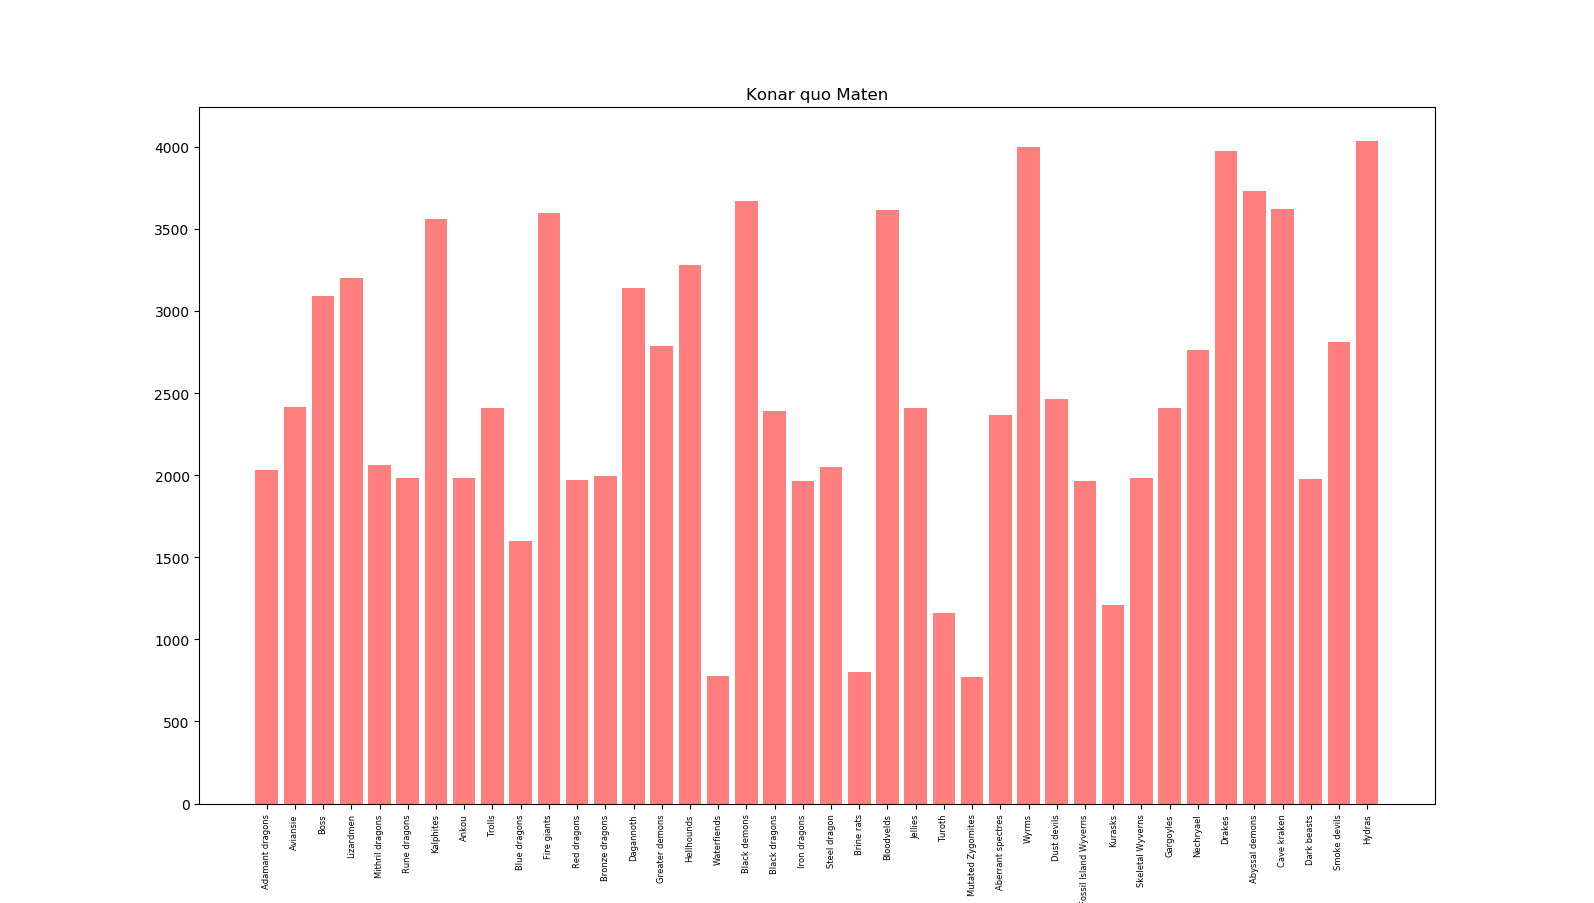 Konar quo Maten
4000
3500
3000
2500
2000
1500
1000
500
0
Adamant dragons
Aviansie
Boss
Lizardmen
Mithril dragons
Rune dragons
Kalphites
Ankou
Trolls
Blue dragons
Fire giants
Red dragons
Bronze dragons
Dagannoth
Greater demons
Hellhounds
Waterfiends
Black demons
Black dragons
Iron dragons
Steel dragon
Brine rats
Bloodvelds
Jellies
Turoth
Mutated Zygomites
Aberrant spectres
Wyrms
Dust devils
Fossil Island Wyverns
Kurasks
Skeletal Wyverns
Gargoyles
Nechryael
Drakes
Abyssal demons
Cave kraken
Dark beasts
Smoke devils
Hydras